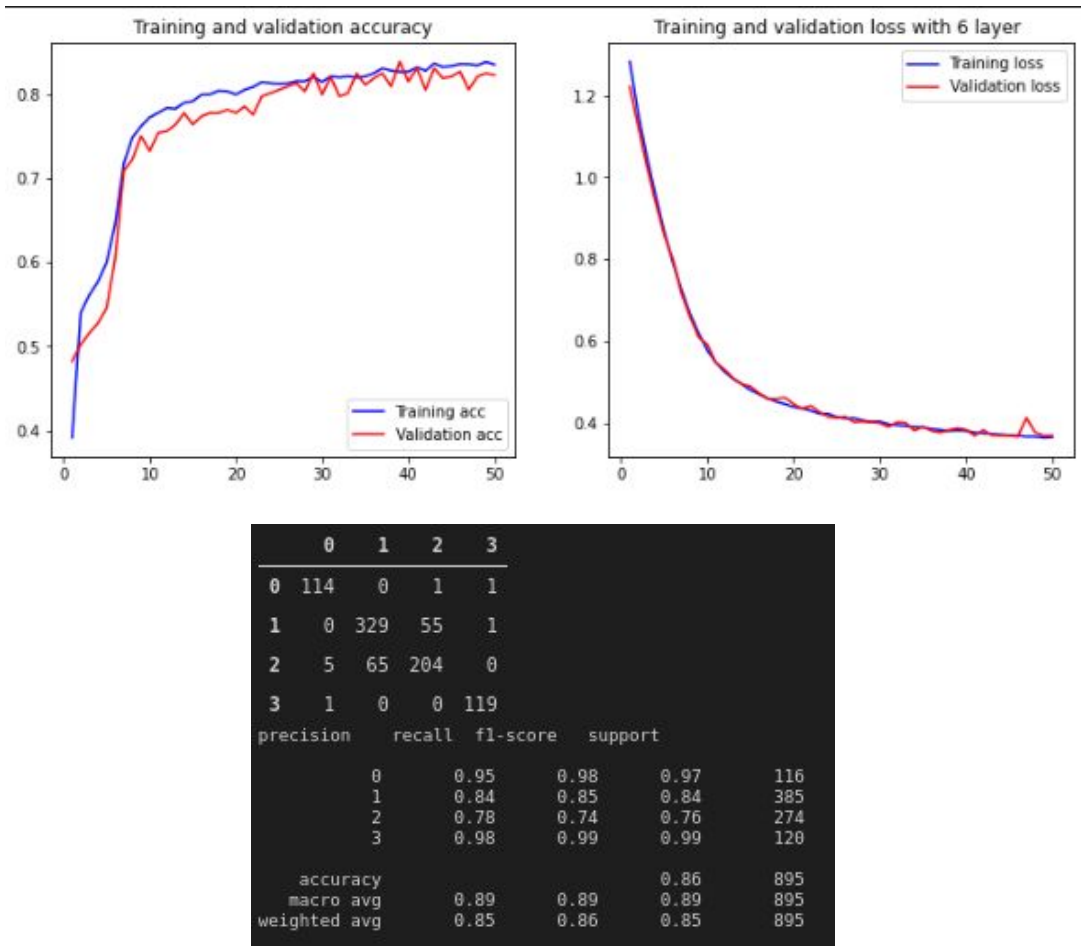 Training and validation accuracy
0.8
0.7
0.6
0.5
0.4
Training acc
Validation acc
0 10 20 30 40 50
Training and validation loss with 6 layer
Training loss
Validation loss
1.2
1.0
0.8
0.6
0.4
0 10 20 30 40 50
0 1 2 3
0 114 0 1 1
1 0 329 55 1
2 5 65 204 0
3 1 0 0 119
precision recall f1-score support
0 0.95 0.98 0.97 116
1 0.84 0.85 0.84 385
2 0.78 0.74 0.76 274
3 0.98 0.99 0.99 120
accuracy 0.86 895
macro avg 0.89 0.89 0.89 895
weighted avg 0.85 0.86 0.85 895